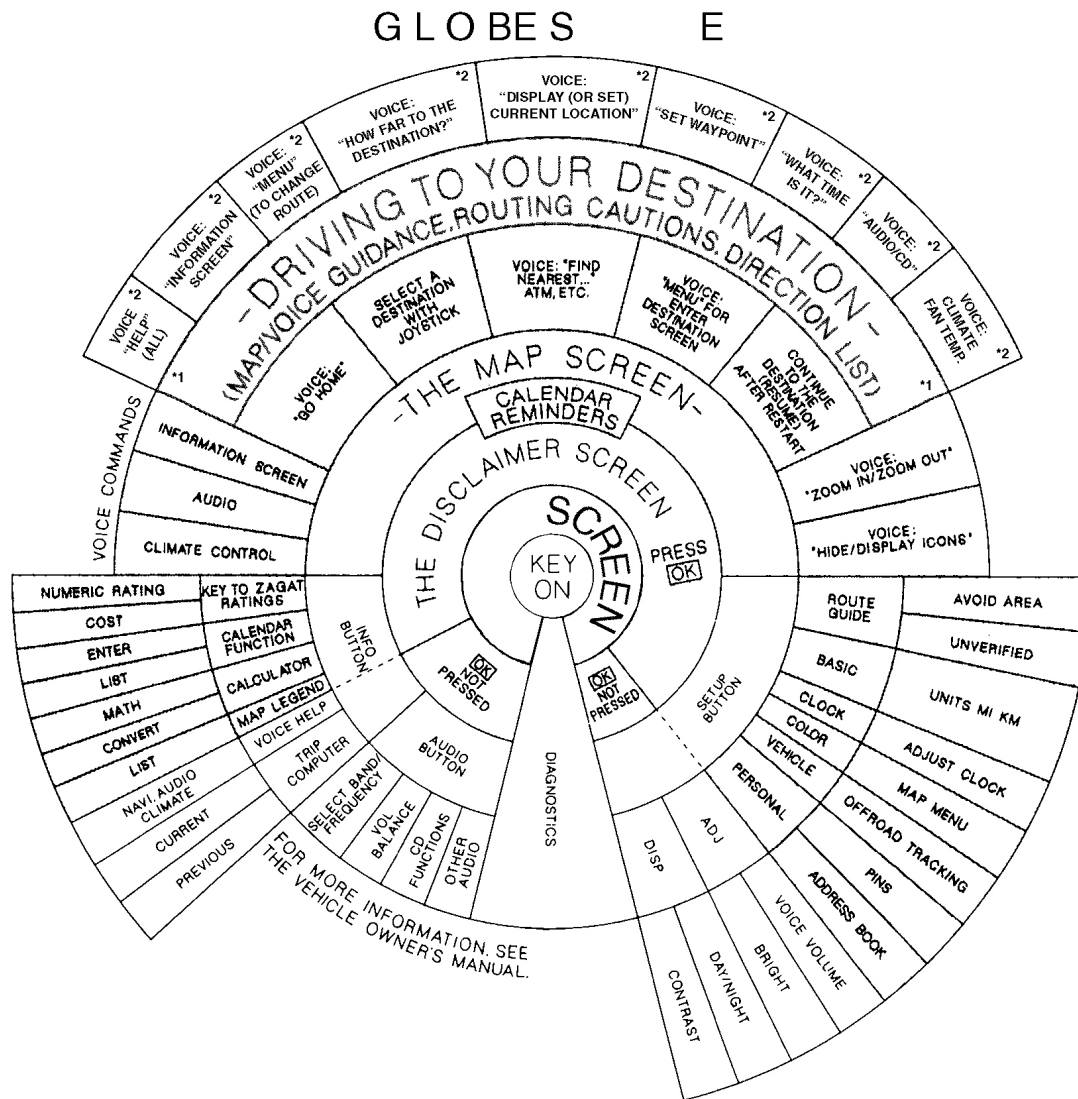 GLOBES E
VOICE:
"HELP"
(ALL)
*2
VOICE:
"INFORMATION
SCREEN"
*2
VOICE:
"MENU"
(TO CHANGE
ROUTE)
*2
VOICE:
"HOW FAR TO THE
DESTINATION?"
*2
VOICE:
"DISPLAY (OR SET)
CURRENT LOCATION"
*2
VOICE:
"SET WAYPOINT"
*2
VOICE:
"WHAT TIME
IS IT?"
*2
VOICE:
"AUDIO/CD"
*2
VOICE:
CLIMATE
FAN TEMP.
*2
-DRIVING TO YOUR DESTINATION-
(MAP/VOICE GUIDANCE, ROUTING CAUTIONS, DIRECTION LIST)
*1
*1
VOICE:
"GO HOME"
SELECT A
DESTINATION
WITH
JOYSTICK
VOICE: "FIND
NEAREST..."
ATM, ETC.
VOICE:
"MENU" FOR
ENTER
DESTINATION
SCREEN
CONTINUE
TO THE
DESTINATION
(RESUME)
AFTER RESTART
-THE MAP SCREEN-
CALENDAR
REMINDERS
THE DISCLAIMER SCREEN
PRESS
OK
SCREEN
KEY
ON
VOICE COMMANDS
INFORMATION SCREEN
AUDIO
CLIMATE CONTROL
VOICE:
"ZOOM IN/ZOOM OUT"
VOICE:
"HIDE/DISPLAY ICONS"
NUMERIC RATING
COST
ENTER
LIST
MATH
CONVERT
LIST
NAVI, AUDIO
CLIMATE
CURRENT
PREVIOUS
KEY TO ZAGAT
RATINGS
CALENDAR
FUNCTION
CALCULATOR
MAP LEGEND
VOICE HELP
TRIP
COMPUTER
INFO
BUTTON
OK
NOT
PRESSED
AUDIO
BUTTON
SELECT BAND/
FREQUENCY
VOL
BALANCE
CD
FUNCTIONS
OTHER
AUDIO
FOR MORE INFORMATION, SEE
THE VEHICLE OWNER'S MANUAL.
DIAGNOSTICS
OK
NOT
PRESSED
SETUP
BUTTON
DISP
ADJ
CONTRAST
DAY/NIGHT
BRIGHT
VOICE VOLUME
ROUTE
GUIDE
BASIC
CLOCK
COLOR
VEHICLE
PERSONAL
AVOID AREA
UNVERIFIED
UNITS MI KM
ADJUST CLOCK
MAP MENU
OFFROAD TRACKING
PINS
ADDRESS BOOK